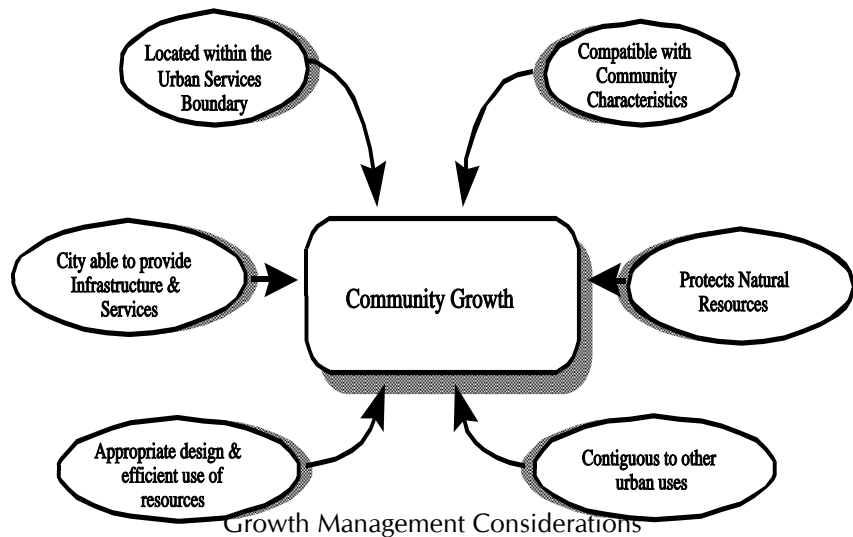 Located within the
Urban Services
Boundary
Compatible with
Community
Characteristics
City able to provide
Infrastructure &
Services
Community Growth
Protects Natural
Resources
Appropriate design &
efficient use of
resources
Contiguous to other
urban uses
Growth Management Considerations